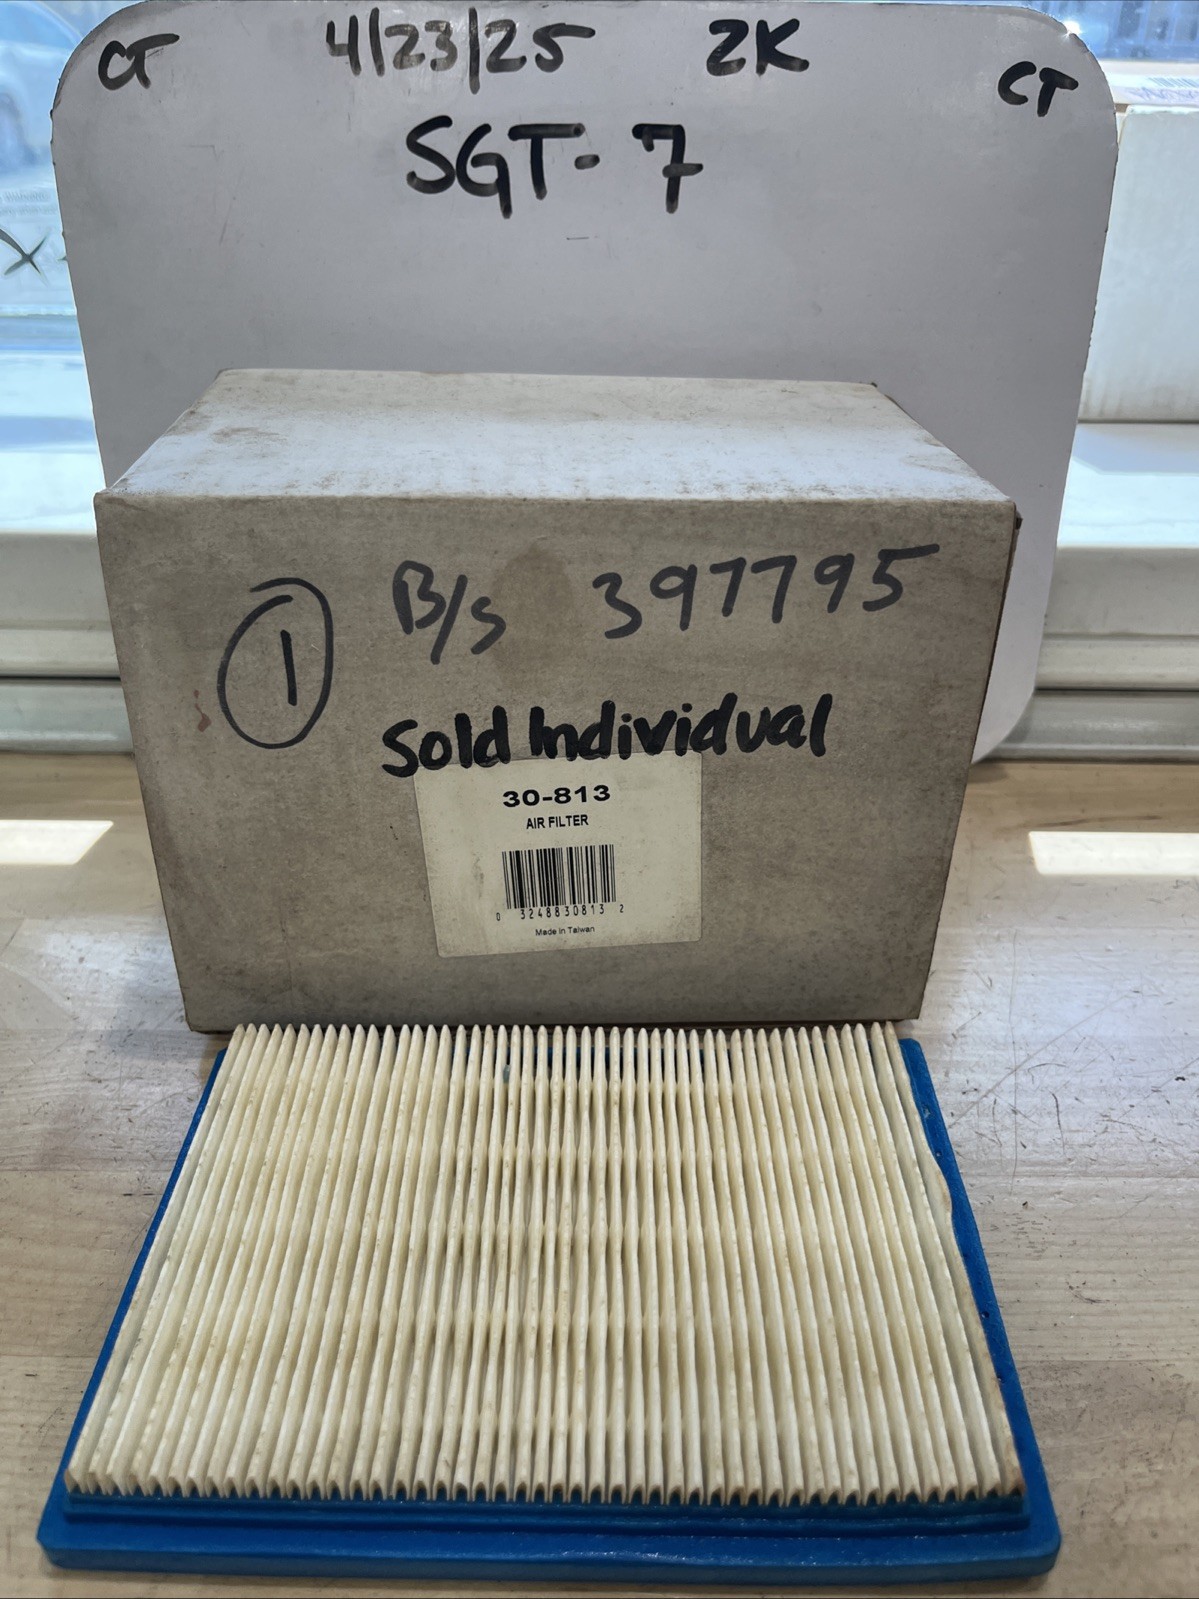 CT 4/23/25 2K CT
SGT-7
X
1 B/S 397795
Sold Individual
30-813
AIR FILTER
0 3248830813 2
Made in Taiwan